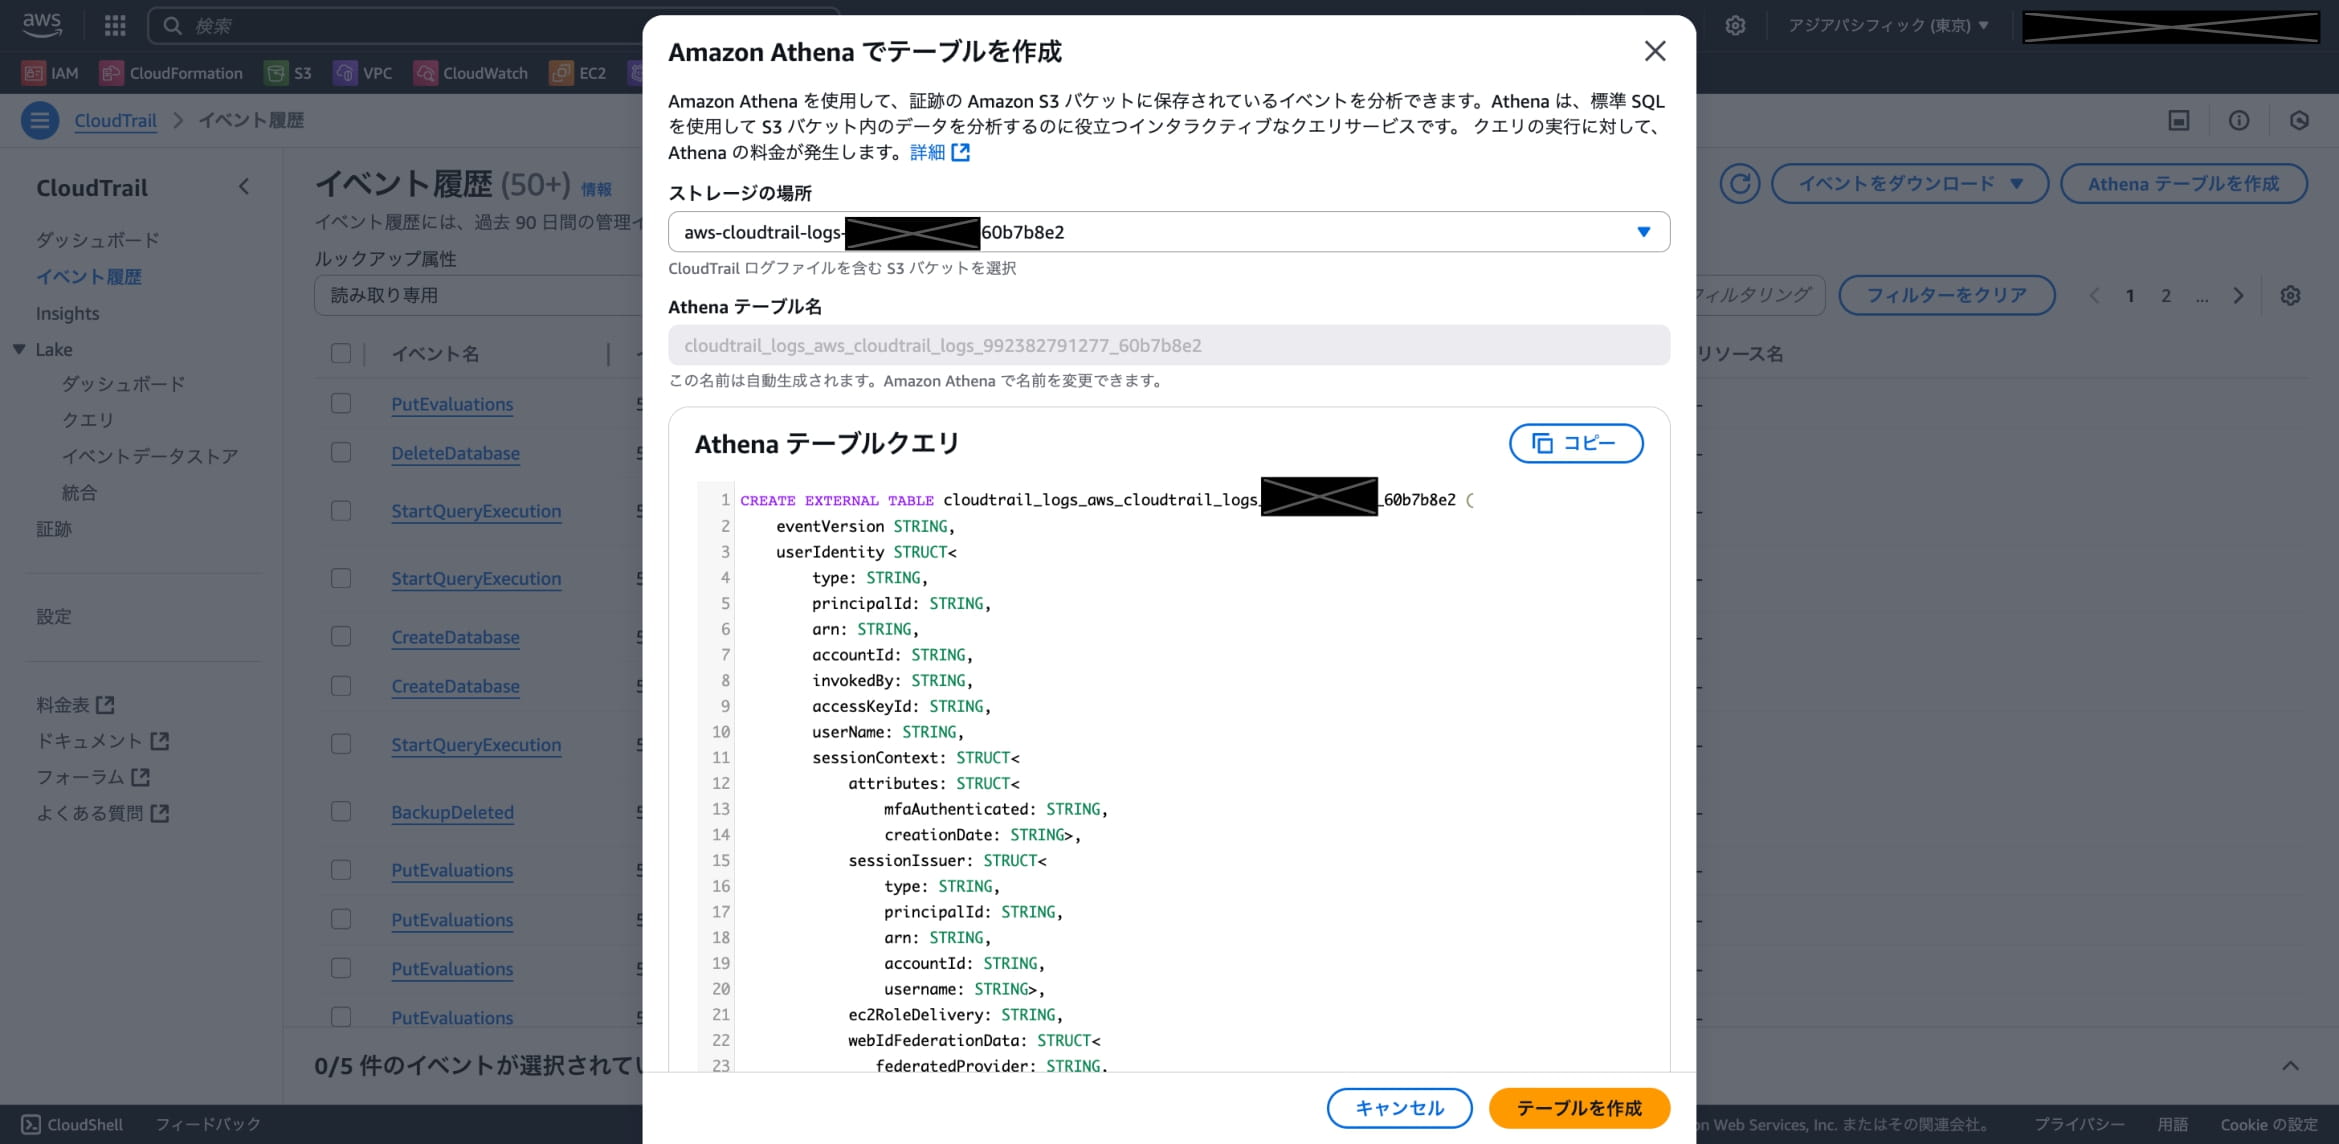 aws
検索
アジアパシフィック (東京) ▼
IAM CloudFormation S3 VPC CloudWatch EC2
CloudTrail > イベント履歴
CloudTrail
ダッシュボード
イベント履歴
Insights
▼ Lake
ダッシュボード
クエリ
イベントデータストア
統合
証跡
設定
料金表
ドキュメント
フォーラム
よくある質問
イベント履歴 (50+) 情報
イベント履歴には、過去 90 日間の管理イ
ルックアップ属性
読み取り専用
イベント名
PutEvaluations
DeleteDatabase
StartQueryExecution
StartQueryExecution
CreateDatabase
CreateDatabase
StartQueryExecution
BackupDeleted
PutEvaluations
PutEvaluations
PutEvaluations
PutEvaluations
0/5 件のイベントが選択されてい
イベントをダウンロード ▼
Athena テーブルを作成
フィルタリング
フィルターをクリア
1 2 ...
リソース名
Amazon Athena でテーブルを作成
Amazon Athena を使用して、証跡の Amazon S3 バケットに保存されているイベントを分析できます。Athena は、標準 SQL
を使用して S3 バケット内のデータを分析するのに役立つインタラクティブなクエリサービスです。 クエリの実行に対して、
Athena の料金が発生します。詳細
ストレージの場所
aws-cloudtrail-logs- 60b7b8e2
CloudTrail ログファイルを含む S3 バケットを選択
Athena テーブル名
cloudtrail_logs_aws_cloudtrail_logs_992382791277_60b7b8e2
この名前は自動生成されます。Amazon Athena で名前を変更できます。
Athena テーブルクエリ
コピー
1 CREATE EXTERNAL TABLE cloudtrail_logs_aws_cloudtrail_logs_ _60b7b8e2 (
2 eventVersion STRING,
3 userIdentity STRUCT<
4 type: STRING,
5 principalId: STRING,
6 arn: STRING,
7 accountId: STRING,
8 invokedBy: STRING,
9 accessKeyId: STRING,
10 userName: STRING,
11 sessionContext: STRUCT<
12 attributes: STRUCT<
13 mfaAuthenticated: STRING,
14 creationDate: STRING>,
15 sessionIssuer: STRUCT<
16 type: STRING,
17 principalId: STRING,
18 arn: STRING,
19 accountId: STRING,
20 username: STRING>,
21 ec2RoleDelivery: STRING,
22 webIdFederationData: STRUCT<
23 federatedProvider: STRING,
キャンセル
テーブルを作成
CloudShell フィードバック
on Web Services, Inc. またはその関連会社。 プライバシー 用語 Cookie の設定